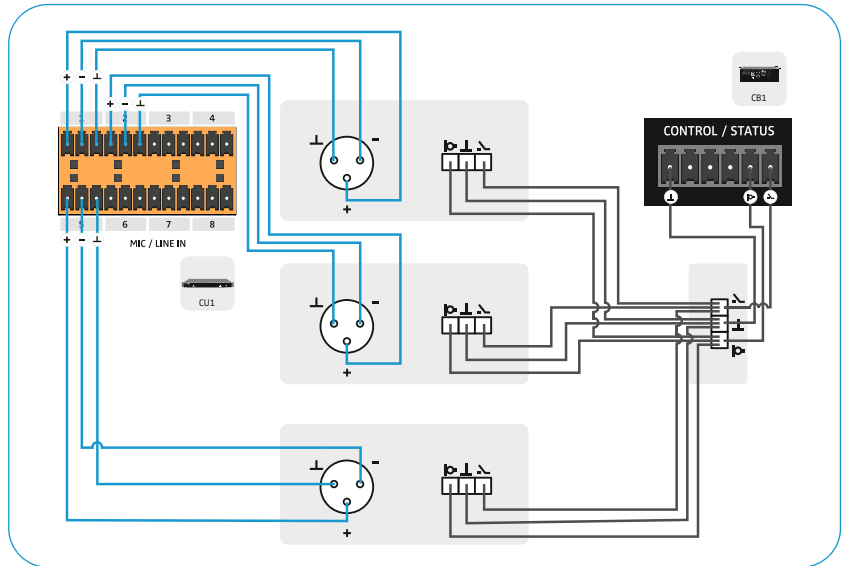 CB1
CONTROL / STATUS
+ - ⊥
+ - ⊥
1 2 3 4
5 6 7 8
+ - ⊥
MIC / LINE IN
CU1
⊥ -
+
⊥ -
+
⊥ -
+